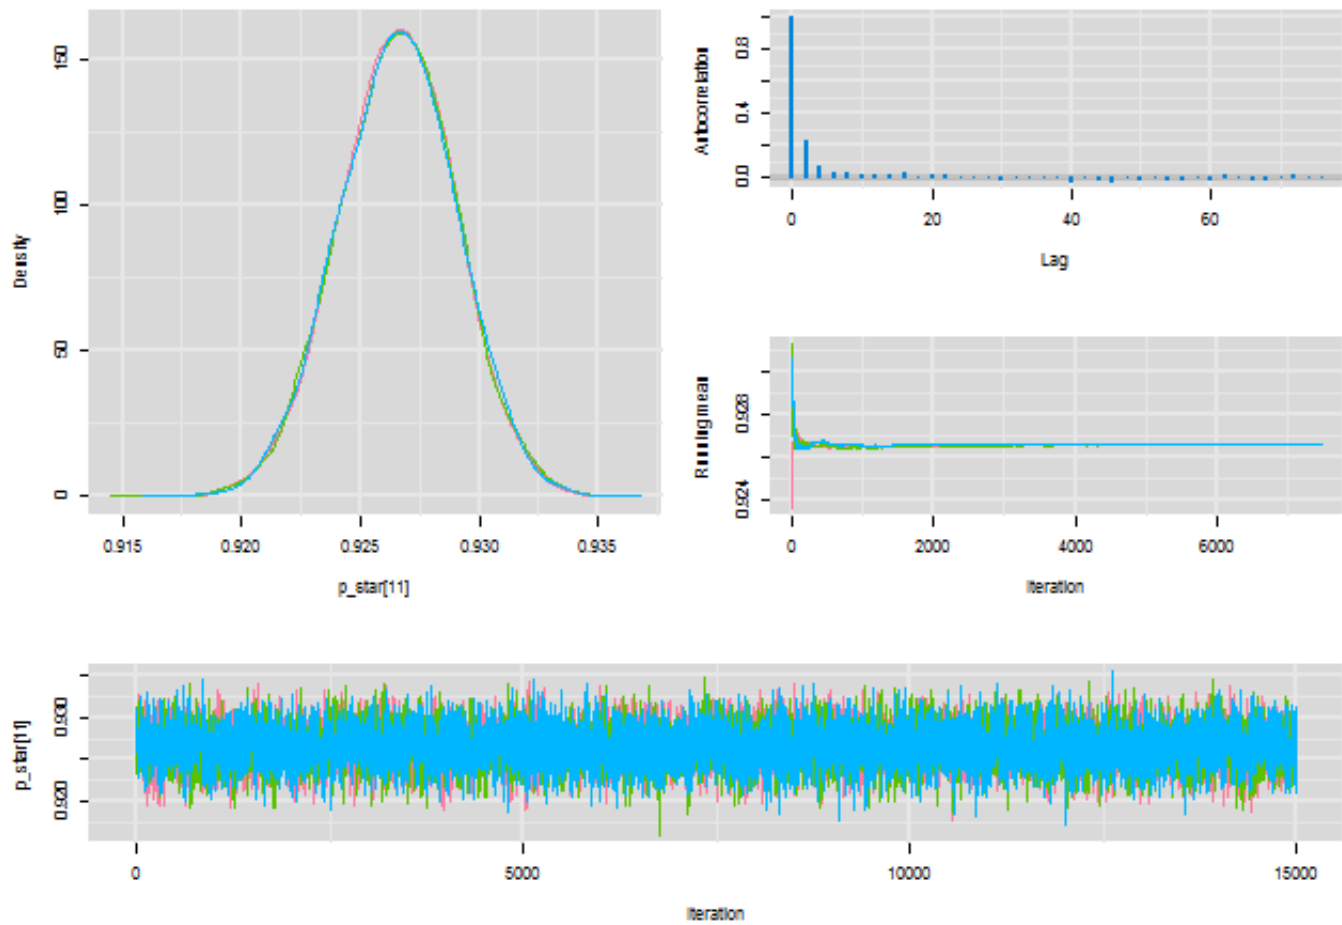 Density
150
100
50
0
0.915 0.920 0.925 0.930 0.935
p_star[11]
Autocorrelation
0.8
0.4
0.0
0 20 40 60
Lag
Running mean
0.928
0.924
0 2000 4000 6000
Iteration
p_star[11]
0.930
0.920
0 5000 10000 15000
Iteration